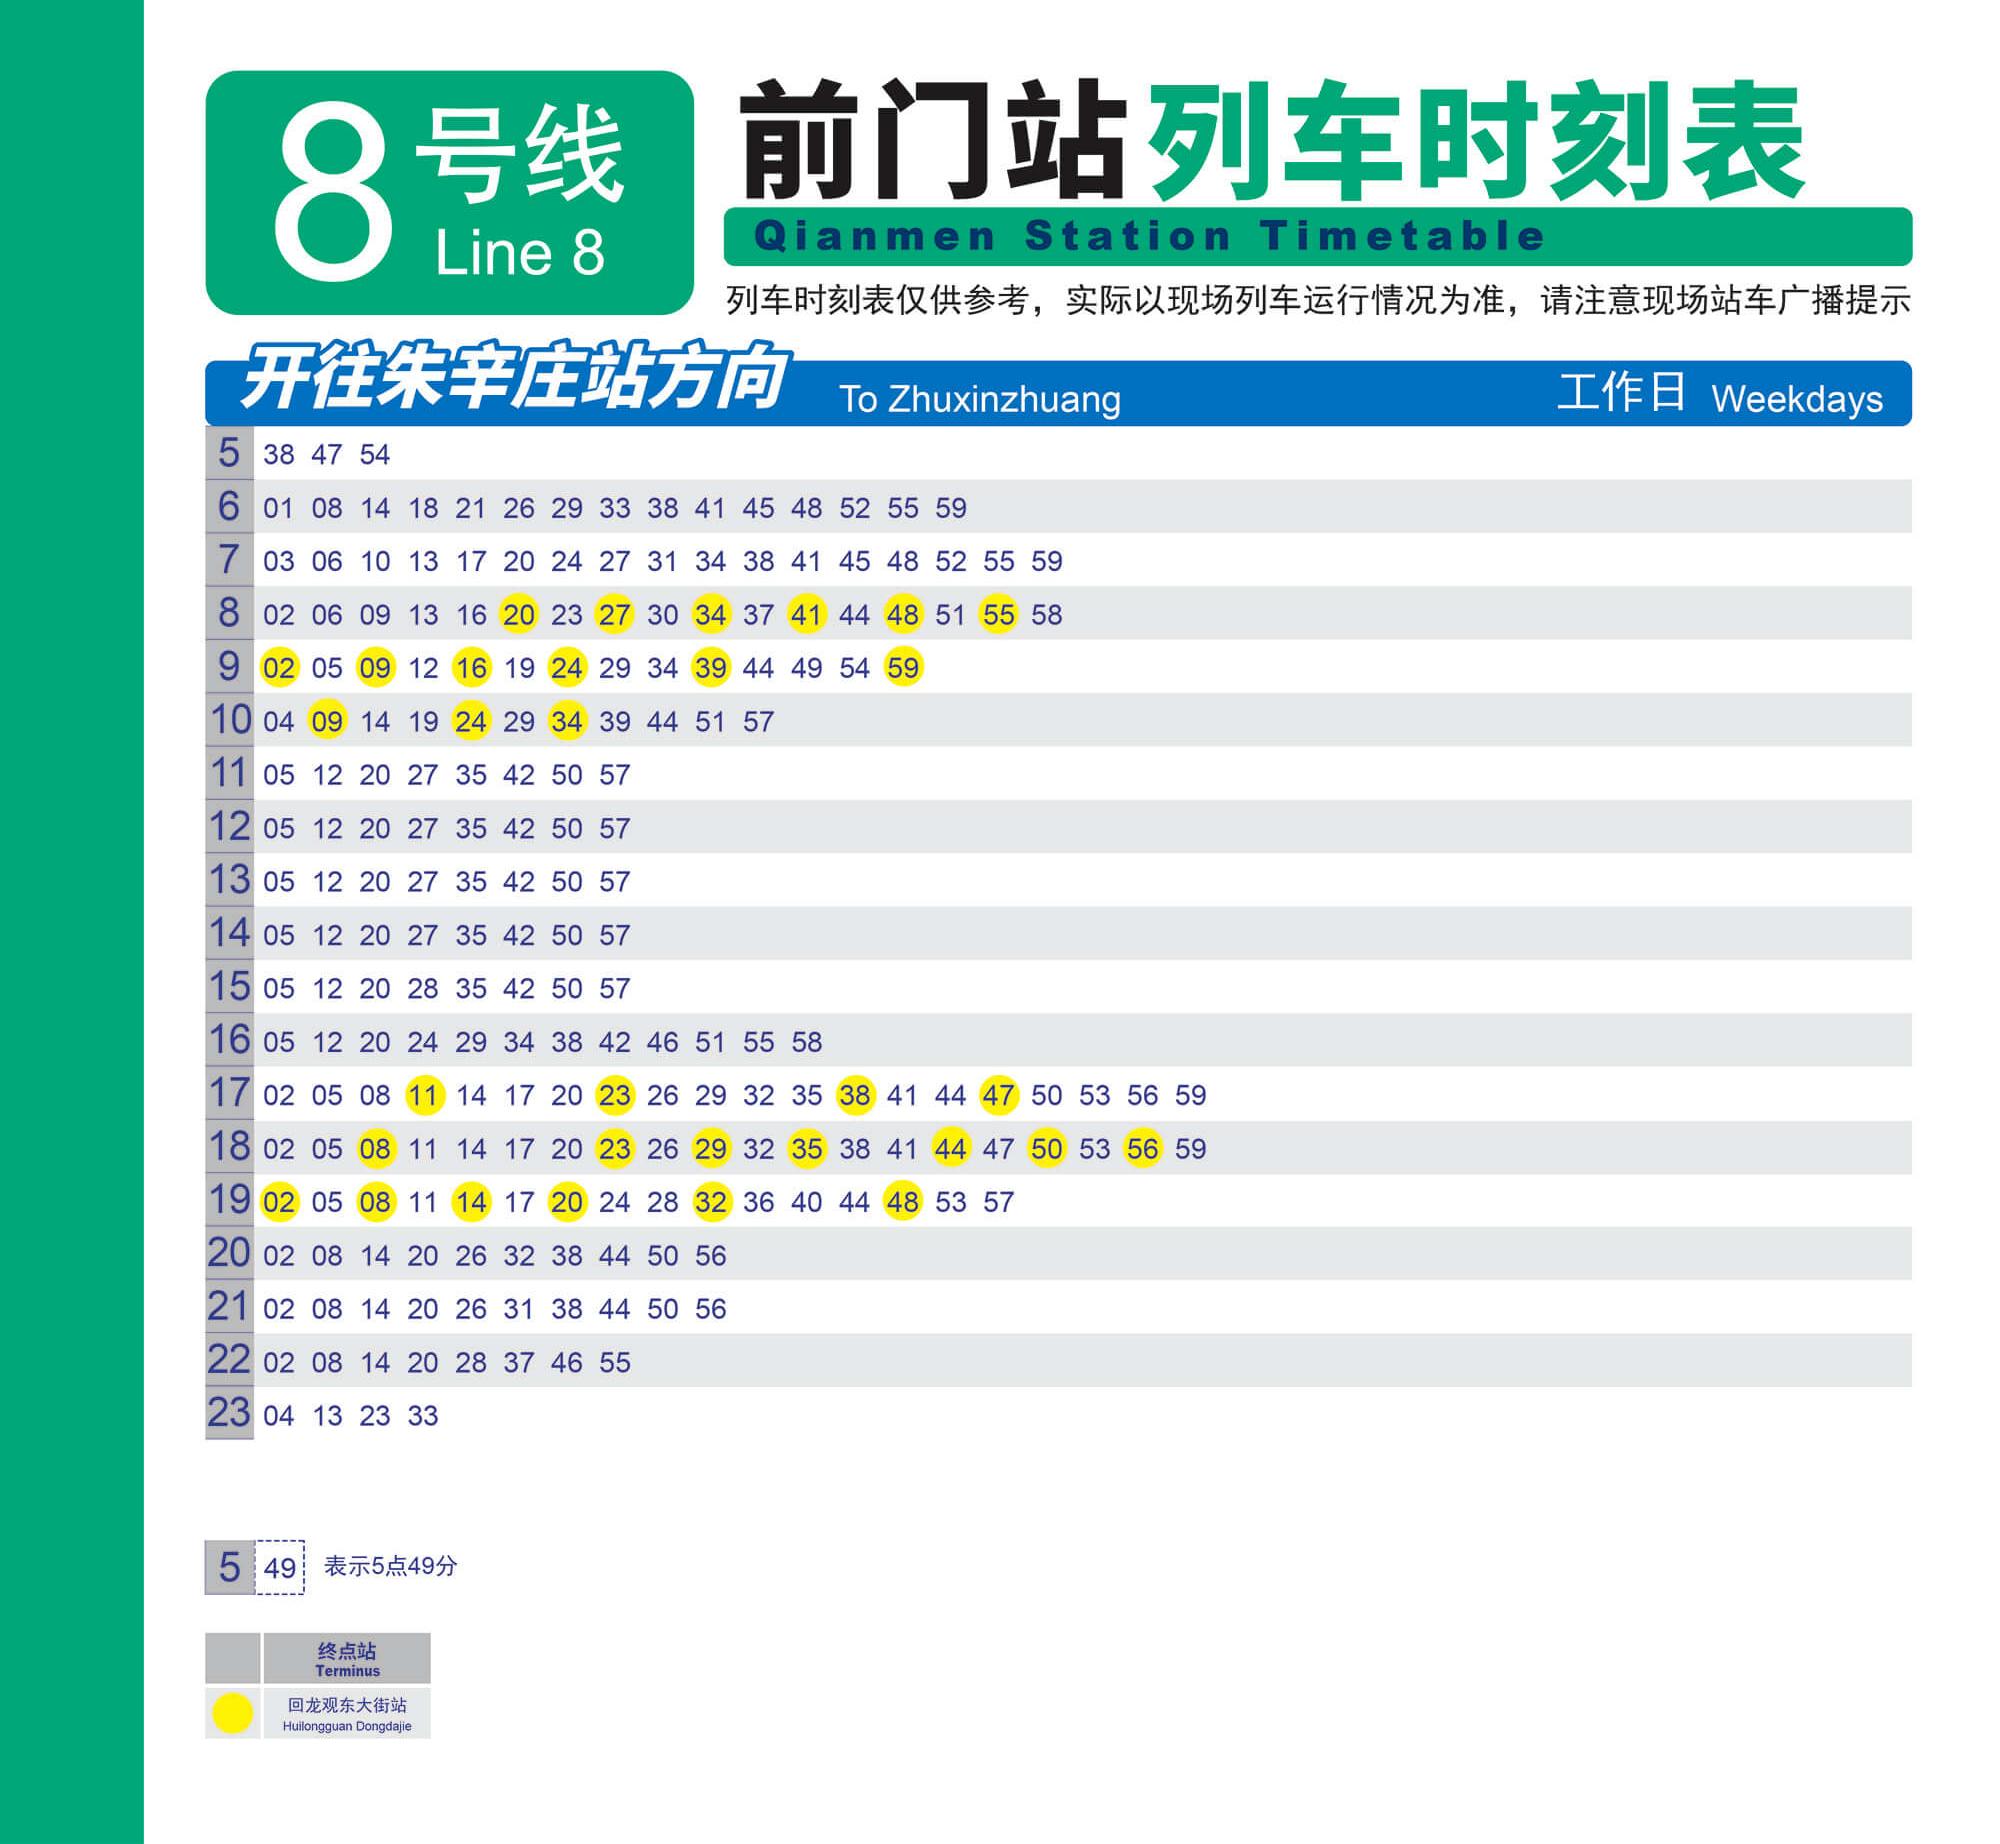 8号线
Line 8
前门站列车时刻表
Qianmen Station Timetable
列车时刻表仅供参考，实际以现场列车运行情况为准，请注意现场站车广播提示
开往朱辛庄站方向 To Zhuxinzhuang 工作日 Weekdays
5 38 47 54
6 01 08 14 18 21 26 29 33 38 41 45 48 52 55 59
7 03 06 10 13 17 20 24 27 31 34 38 41 45 48 52 55 59
8 02 06 09 13 16 20 23 27 30 34 37 41 44 48 51 55 58
9 02 05 09 12 16 19 24 29 34 39 44 49 54 59
10 04 09 14 19 24 29 34 39 44 51 57
11 05 12 20 27 35 42 50 57
12 05 12 20 27 35 42 50 57
13 05 12 20 27 35 42 50 57
14 05 12 20 27 35 42 50 57
15 05 12 20 28 35 42 50 57
16 05 12 20 24 29 34 38 42 46 51 55 58
17 02 05 08 11 14 17 20 23 26 29 32 35 38 41 44 47 50 53 56 59
18 02 05 08 11 14 17 20 23 26 29 32 35 38 41 44 47 50 53 56 59
19 02 05 08 11 14 17 20 24 28 32 36 40 44 48 53 57
20 02 08 14 20 26 32 38 44 50 56
21 02 08 14 20 26 31 38 44 50 56
22 02 08 14 20 28 37 46 55
23 04 13 23 33
5 49 表示5点49分
终点站
Terminus
回龙观东大街站
Huilongguan Dongdajie